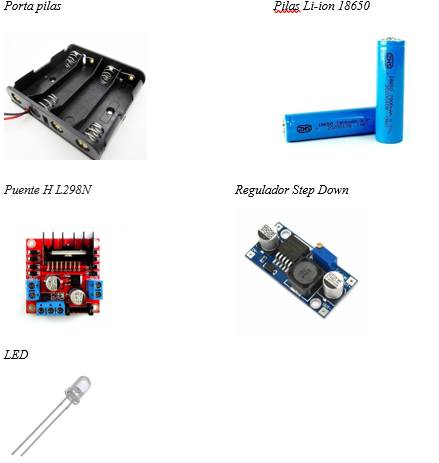 Porta pilas
Pilas Li-ion 18650
Puente H L298N
Regulador Step Down
LED